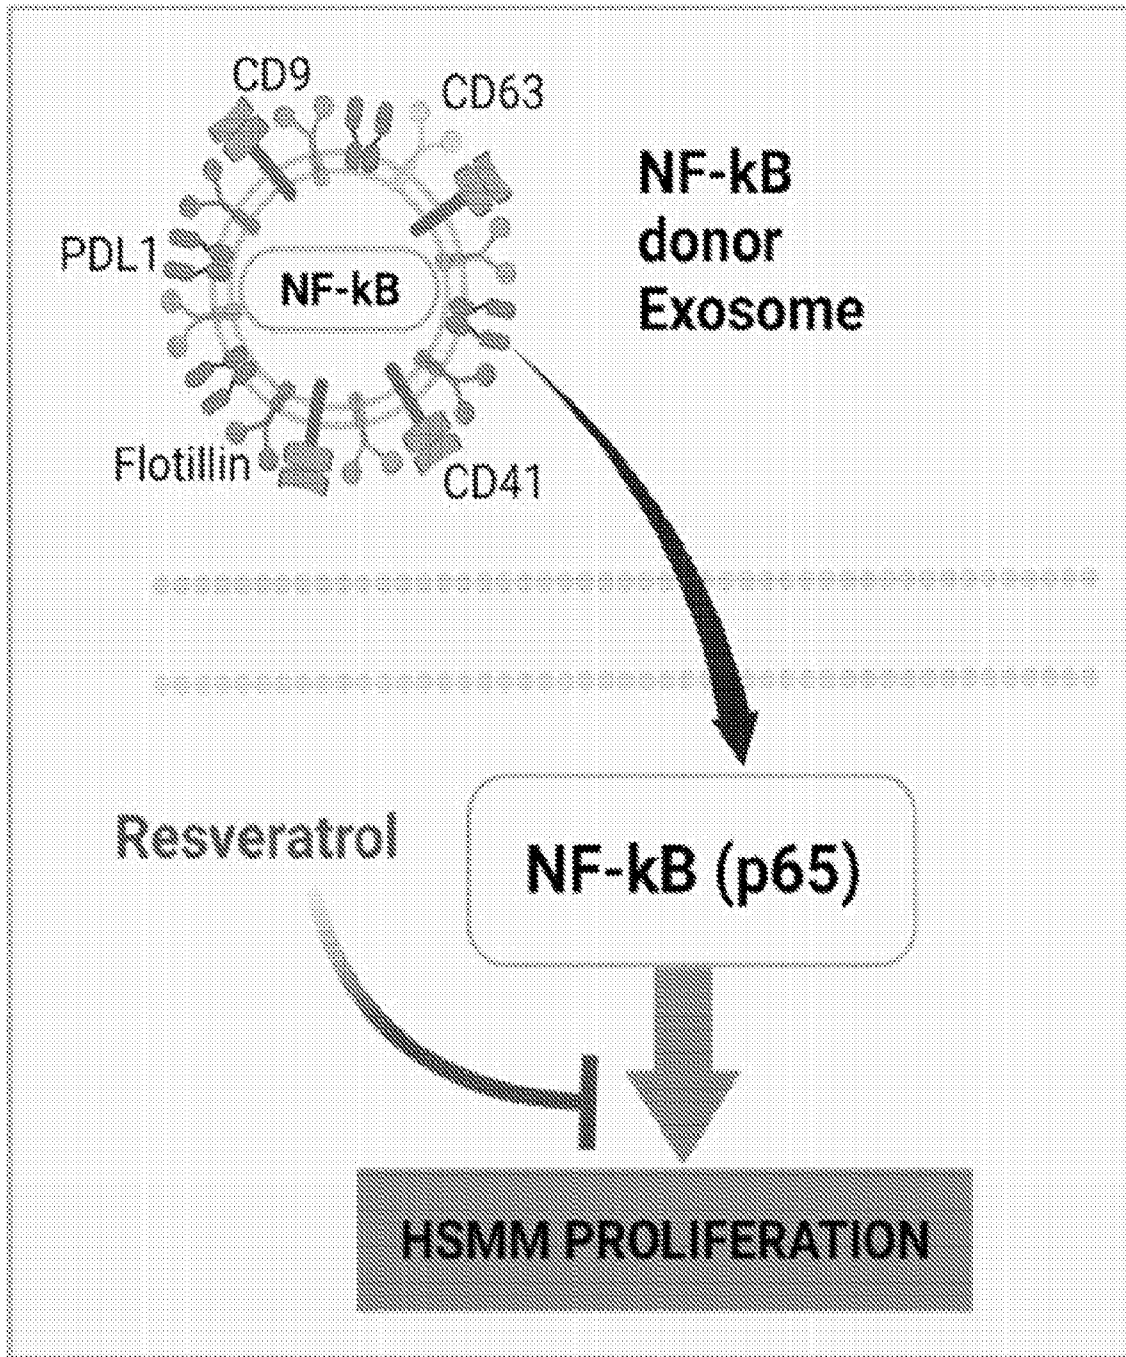 CD9
CD63
NF-kB
donor
Exosome
PDL1
NF-kB
Flotillin
CD41
Resveratrol
NF-kB (p65)
HSMM PROLIFERATION